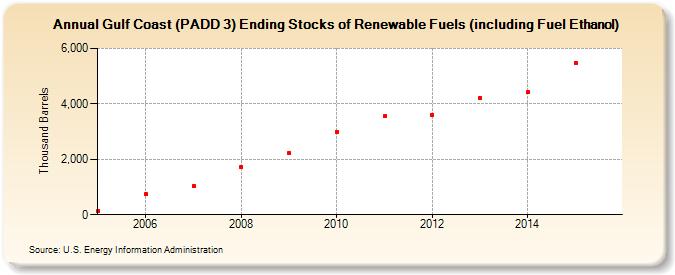 Annual Gulf Coast (PADD 3) Ending Stocks of Renewable Fuels (including Fuel Ethanol)
Thousand Barrels
6,000
4,000
2,000
0
2006 2008 2010 2012 2014
Source: U.S. Energy Information Administration